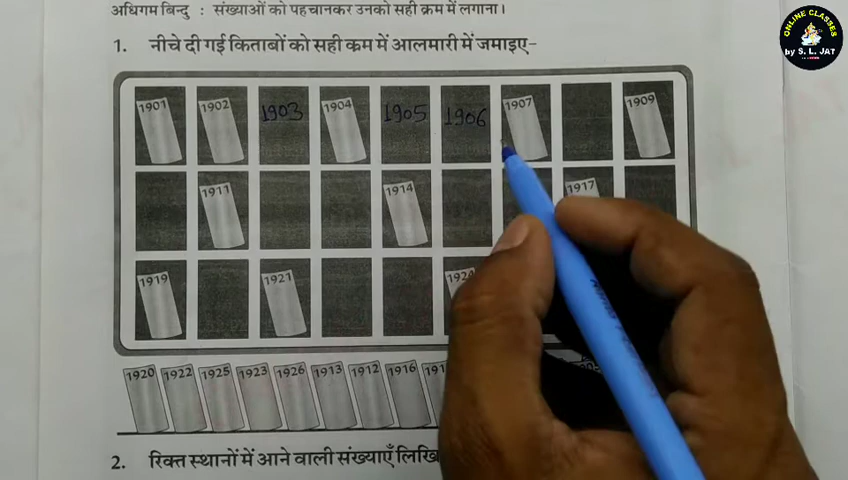 अधिगम बिन्दु : संख्याओं को पहचानकर उनको सही क्रम में लगाना।
ONLINE CLASSES
by S. L. JAT
1. नीचे दी गई किताबों को सही क्रम में आलमारी में जमाइए-
1901 1902 1903 1904 1905 1906 1907 1909
1911 1914 1917
1919 1921
1920 1922 1925 1923 1926 1913 1912 1916
2. रिक्त स्थानों में आने वाली संख्याएँ